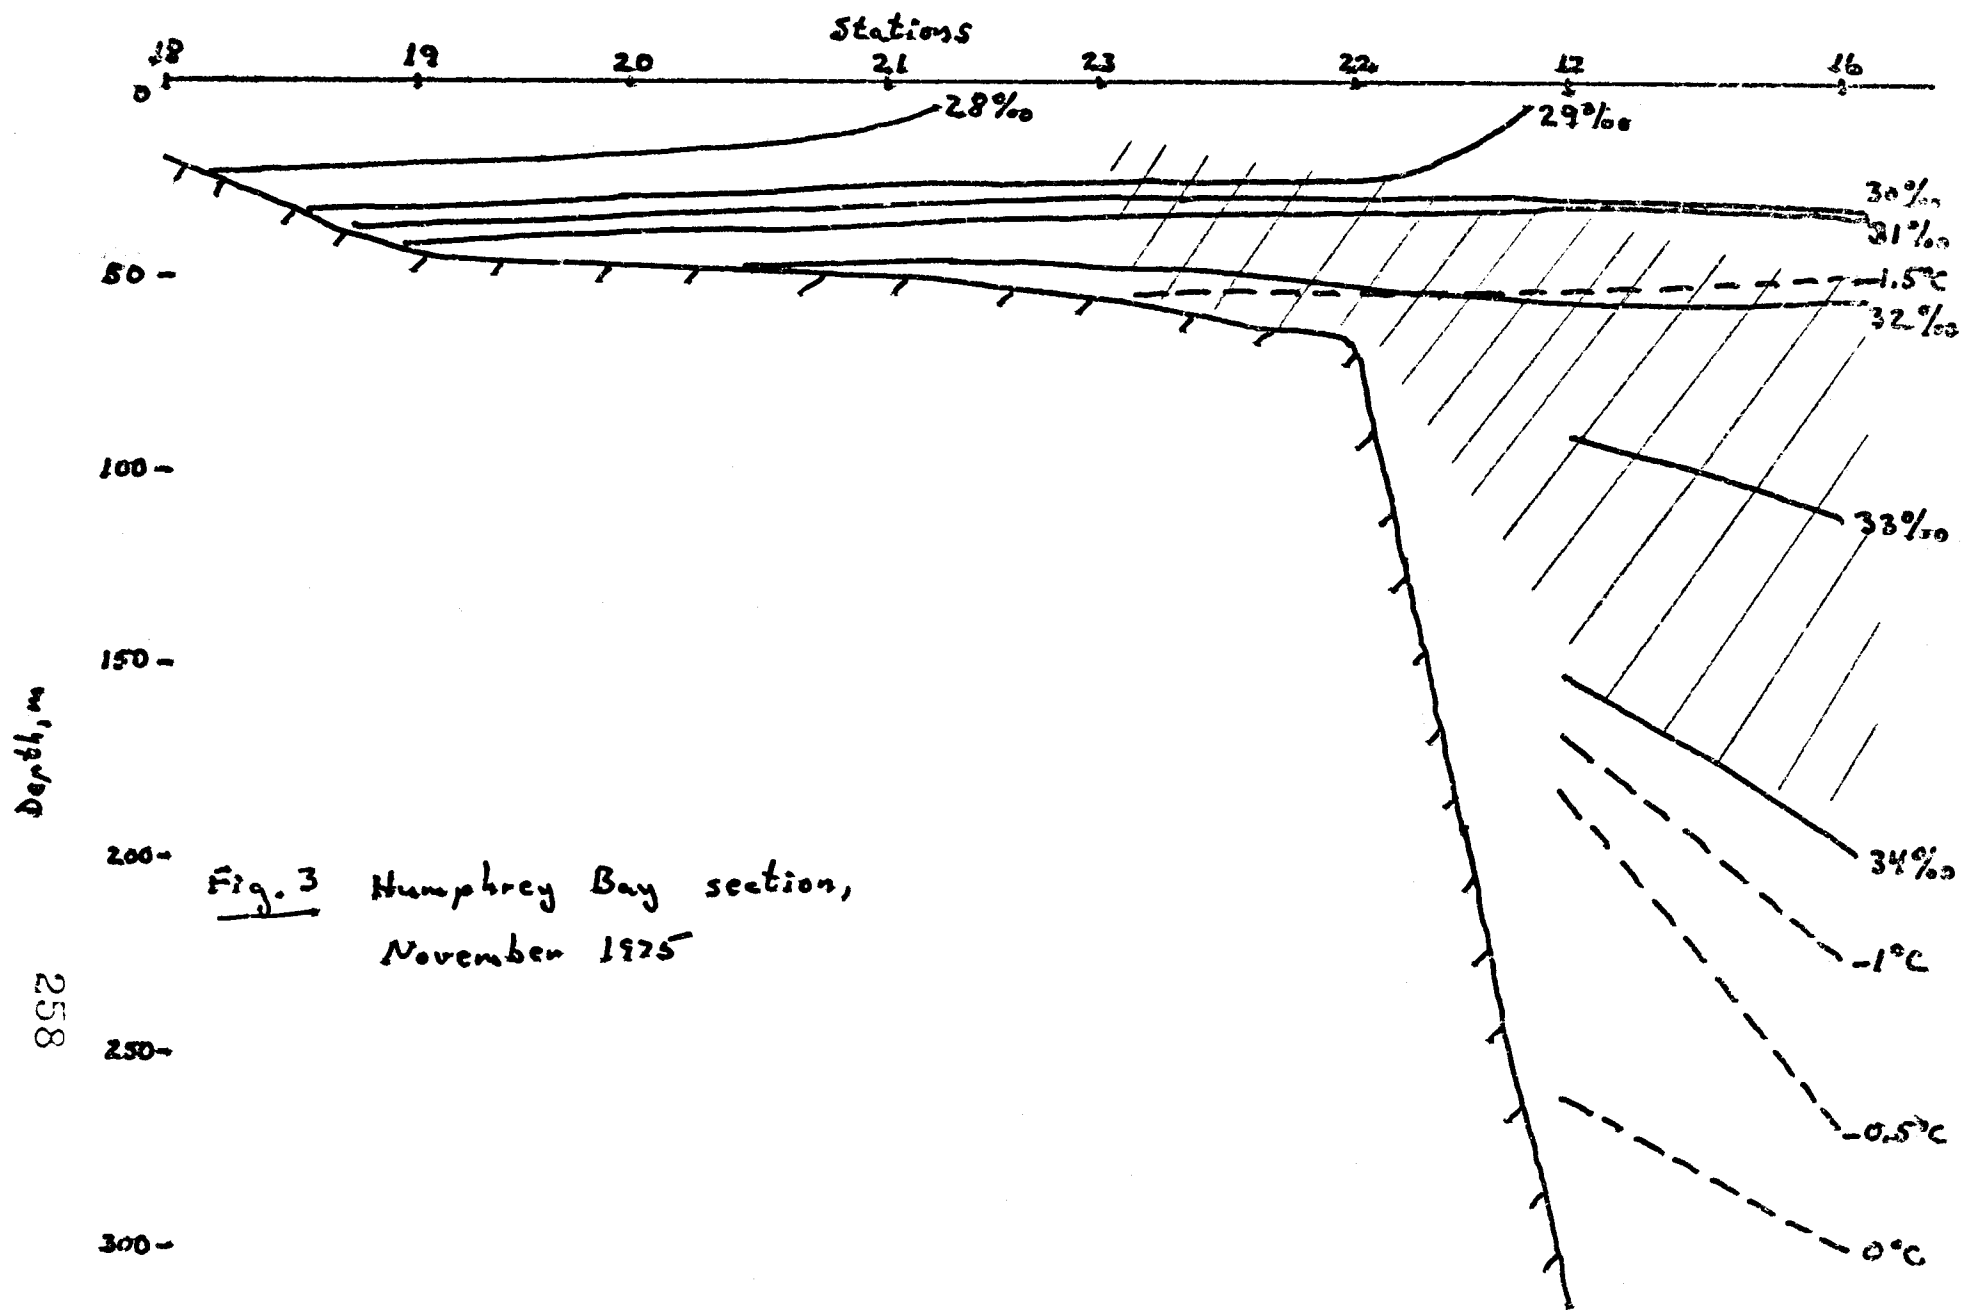 Stations
18 19 20 21 23 22 17 16
0
28‰
29‰
30‰
31‰
50
-1.5°C
32‰
100
33‰
150
Depth, m
200
34‰
Fig. 3 Humphrey Bay section,
November 1975
-1°C
258
250
-0.5°C
300
0°C